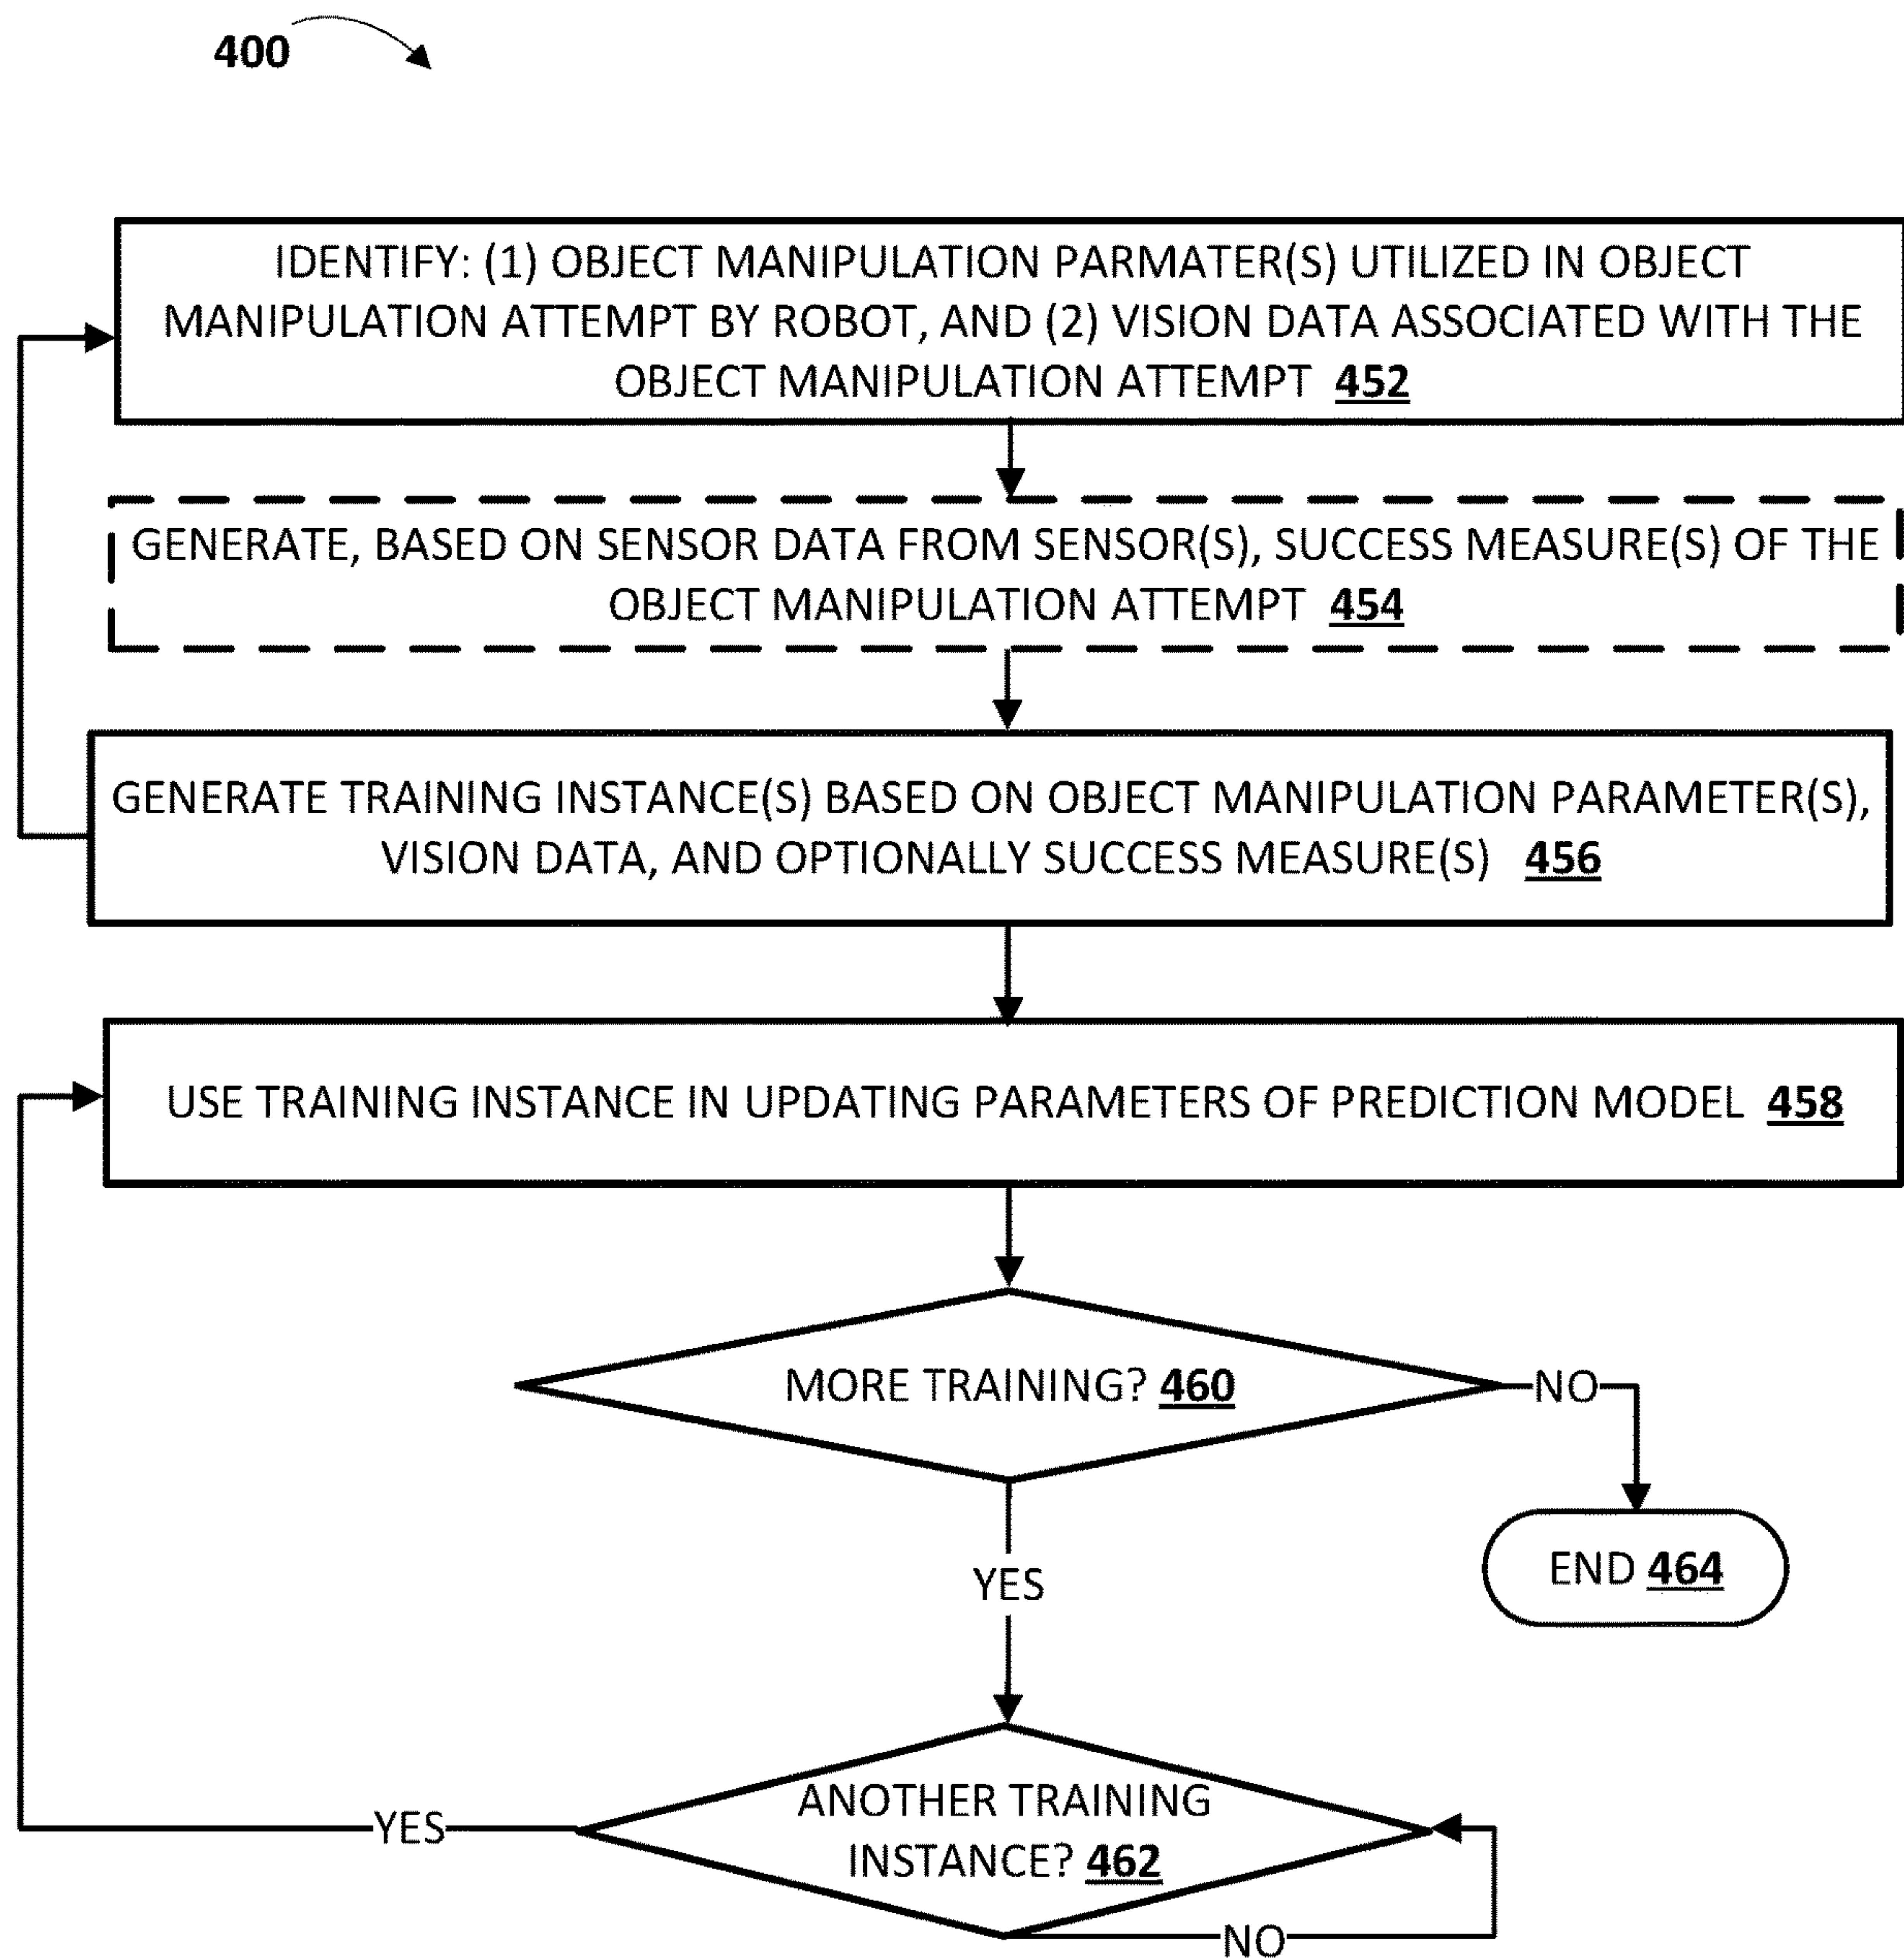 400
IDENTIFY: (1) OBJECT MANIPULATION PARMATER(S) UTILIZED IN OBJECT
MANIPULATION ATTEMPT BY ROBOT, AND (2) VISION DATA ASSOCIATED WITH THE
OBJECT MANIPULATION ATTEMPT 452
GENERATE, BASED ON SENSOR DATA FROM SENSOR(S), SUCCESS MEASURE(S) OF THE
OBJECT MANIPULATION ATTEMPT 454
GENERATE TRAINING INSTANCE(S) BASED ON OBJECT MANIPULATION PARAMETER(S),
VISION DATA, AND OPTIONALLY SUCCESS MEASURE(S) 456
USE TRAINING INSTANCE IN UPDATING PARAMETERS OF PREDICTION MODEL 458
MORE TRAINING? 460
NO
END 464
YES
ANOTHER TRAINING
INSTANCE? 462
YES
NO